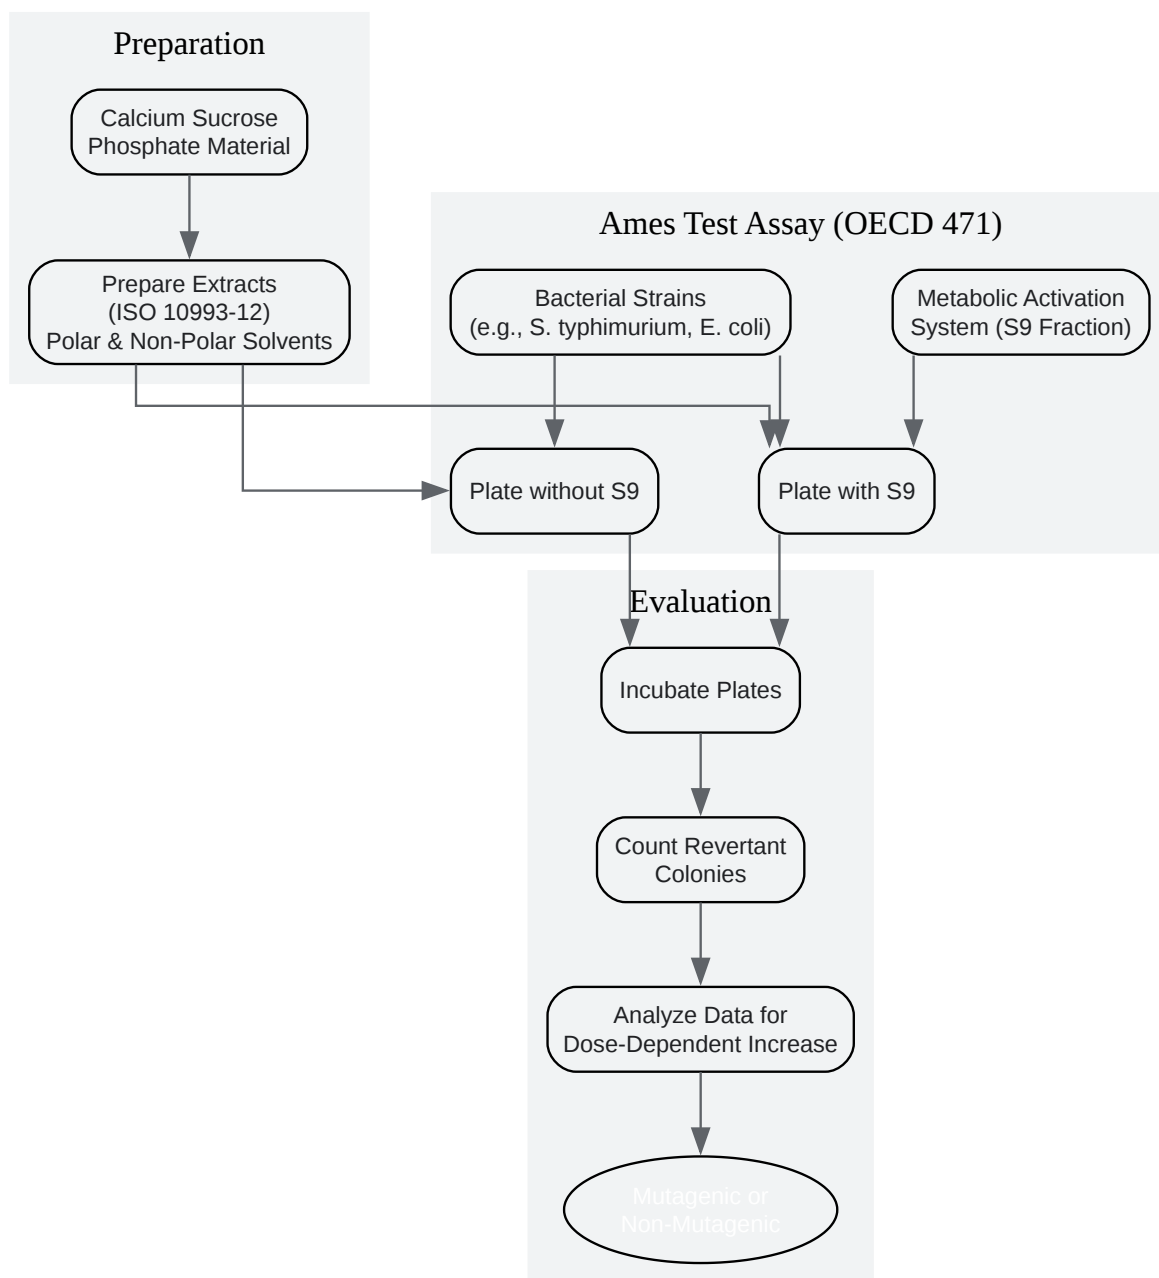 Preparation
Calcium Sucrose
Phosphate Material
Prepare Extracts
(ISO 10993-12)
Polar & Non-Polar Solvents
Ames Test Assay (OECD 471)
Bacterial Strains
(e.g., S. typhimurium, E. coli)
Metabolic Activation
System (S9 Fraction)
Plate without S9
Plate with S9
Evaluation
Incubate Plates
Count Revertant
Colonies
Analyze Data for
Dose-Dependent Increase
Mutagenic or
Non-Mutagenic